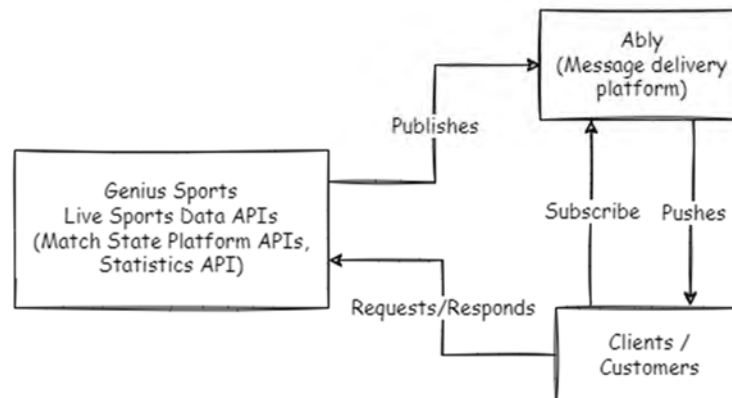 Ably
(Message delivery
platform)
Publishes
Genius Sports
Live Sports Data APIs
(Match State Platform APIs,
Statistics API)
Subscribe
Pushes
Requests/Responds
Clients /
Customers